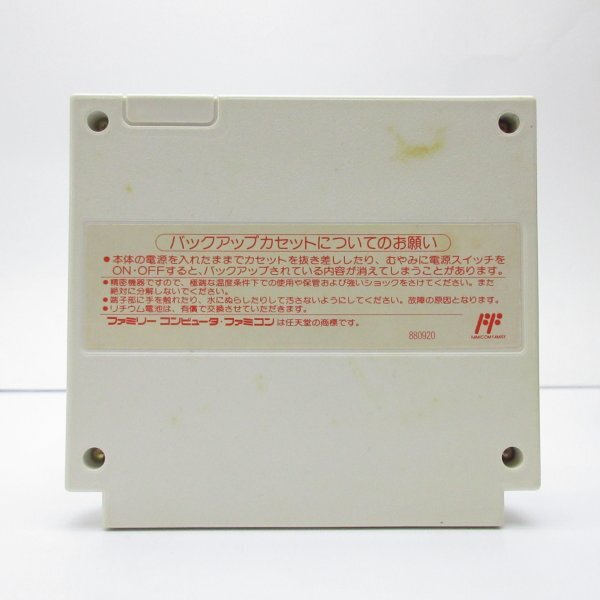 バックアップカセットについてのお願い
●本体の電源を入れたままでカセットを抜き差ししたり、むやみに電源スイッチを
ON・OFFすると、バックアップされている内容が消えてしまうことがあります。
●精密機器ですので、極端な温度条件下での使用や保管および強いショックをさけてください。また
絶対に分解しないでください。
●端子部に手を触れたり、水にぬらしたりして汚さないようにしてください。故障の原因となります。
●リチウム電池は、有償で交換させていただきます。
ファミリー コンピュータ・ファミコンは任天堂の商標です。
880920
FAMICOM FAMILY